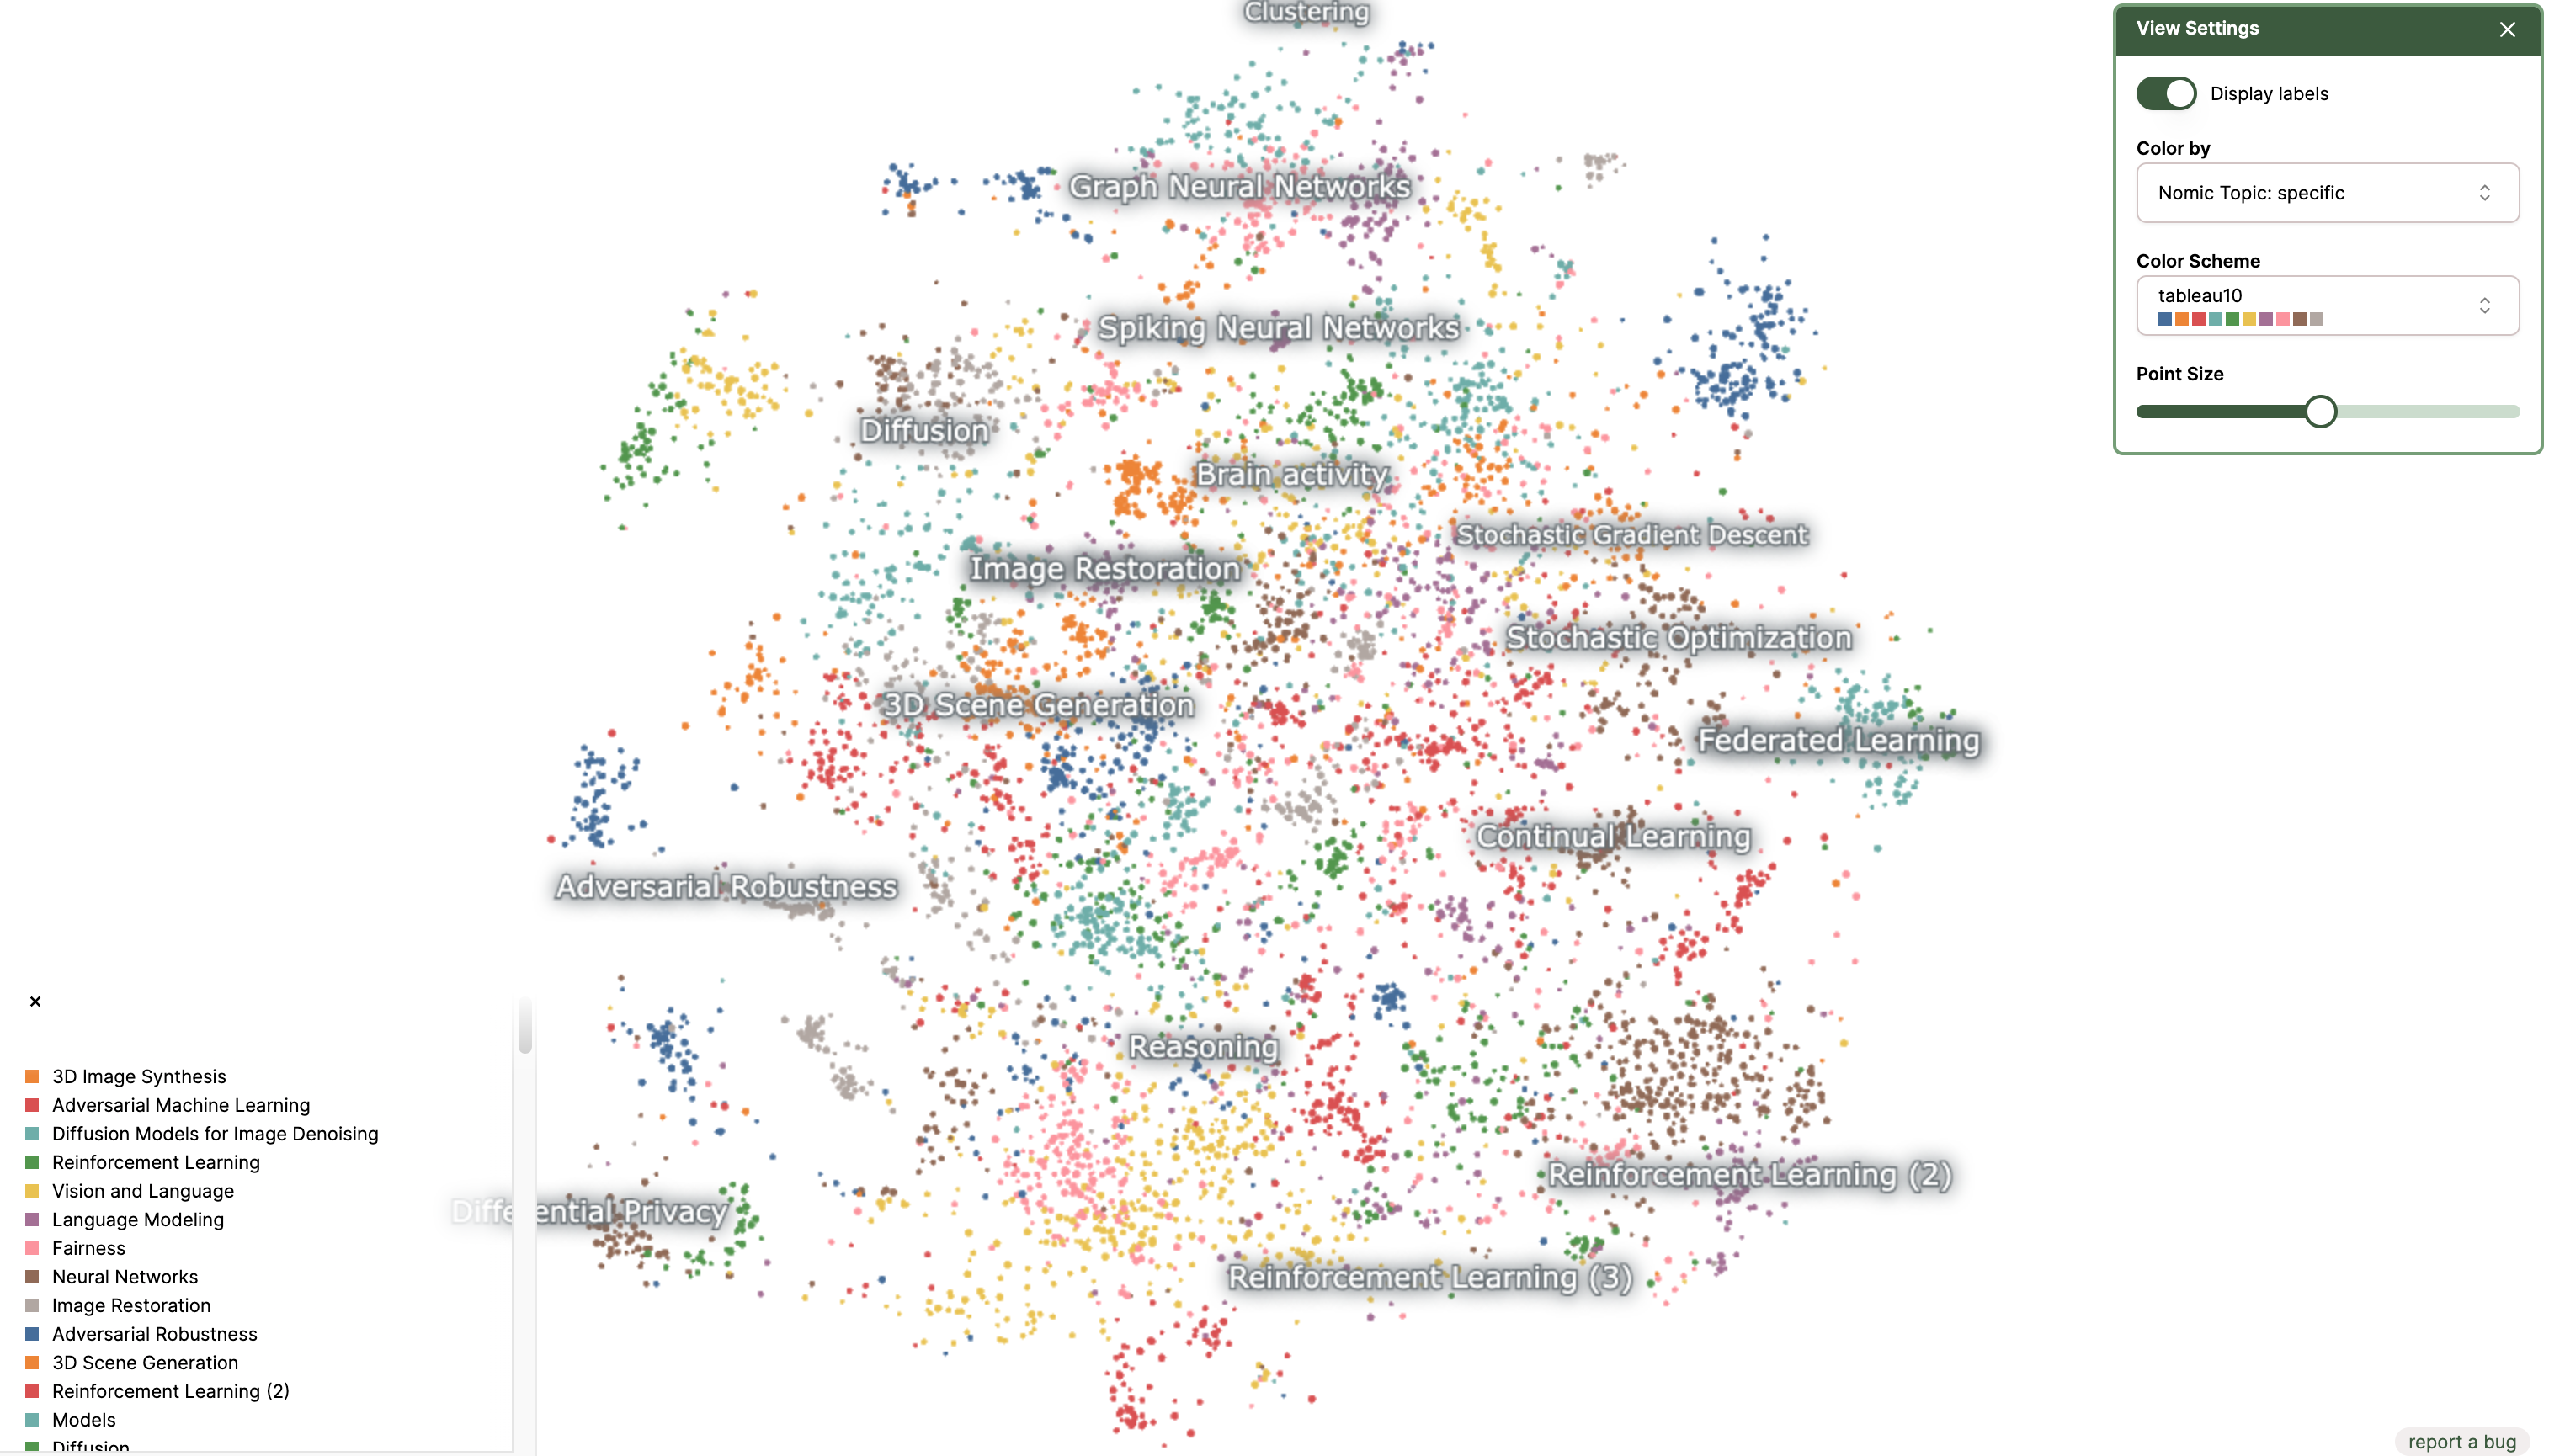 Clustering
Graph Neural Networks
Spiking Neural Networks
Diffusion
Brain activity
Stochastic Gradient Descent
Image Restoration
Stochastic Optimization
3D Scene Generation
Federated Learning
Continual Learning
Adversarial Robustness
Reasoning
Reinforcement Learning (2)
Differential Privacy
Reinforcement Learning (3)
View Settings
Display labels
Color by
Nomic Topic: specific
Color Scheme
tableau10
Point Size
3D Image Synthesis
Adversarial Machine Learning
Diffusion Models for Image Denoising
Reinforcement Learning
Vision and Language
Language Modeling
Fairness
Neural Networks
Image Restoration
Adversarial Robustness
3D Scene Generation
Reinforcement Learning (2)
Models
Diffusion
report a bug